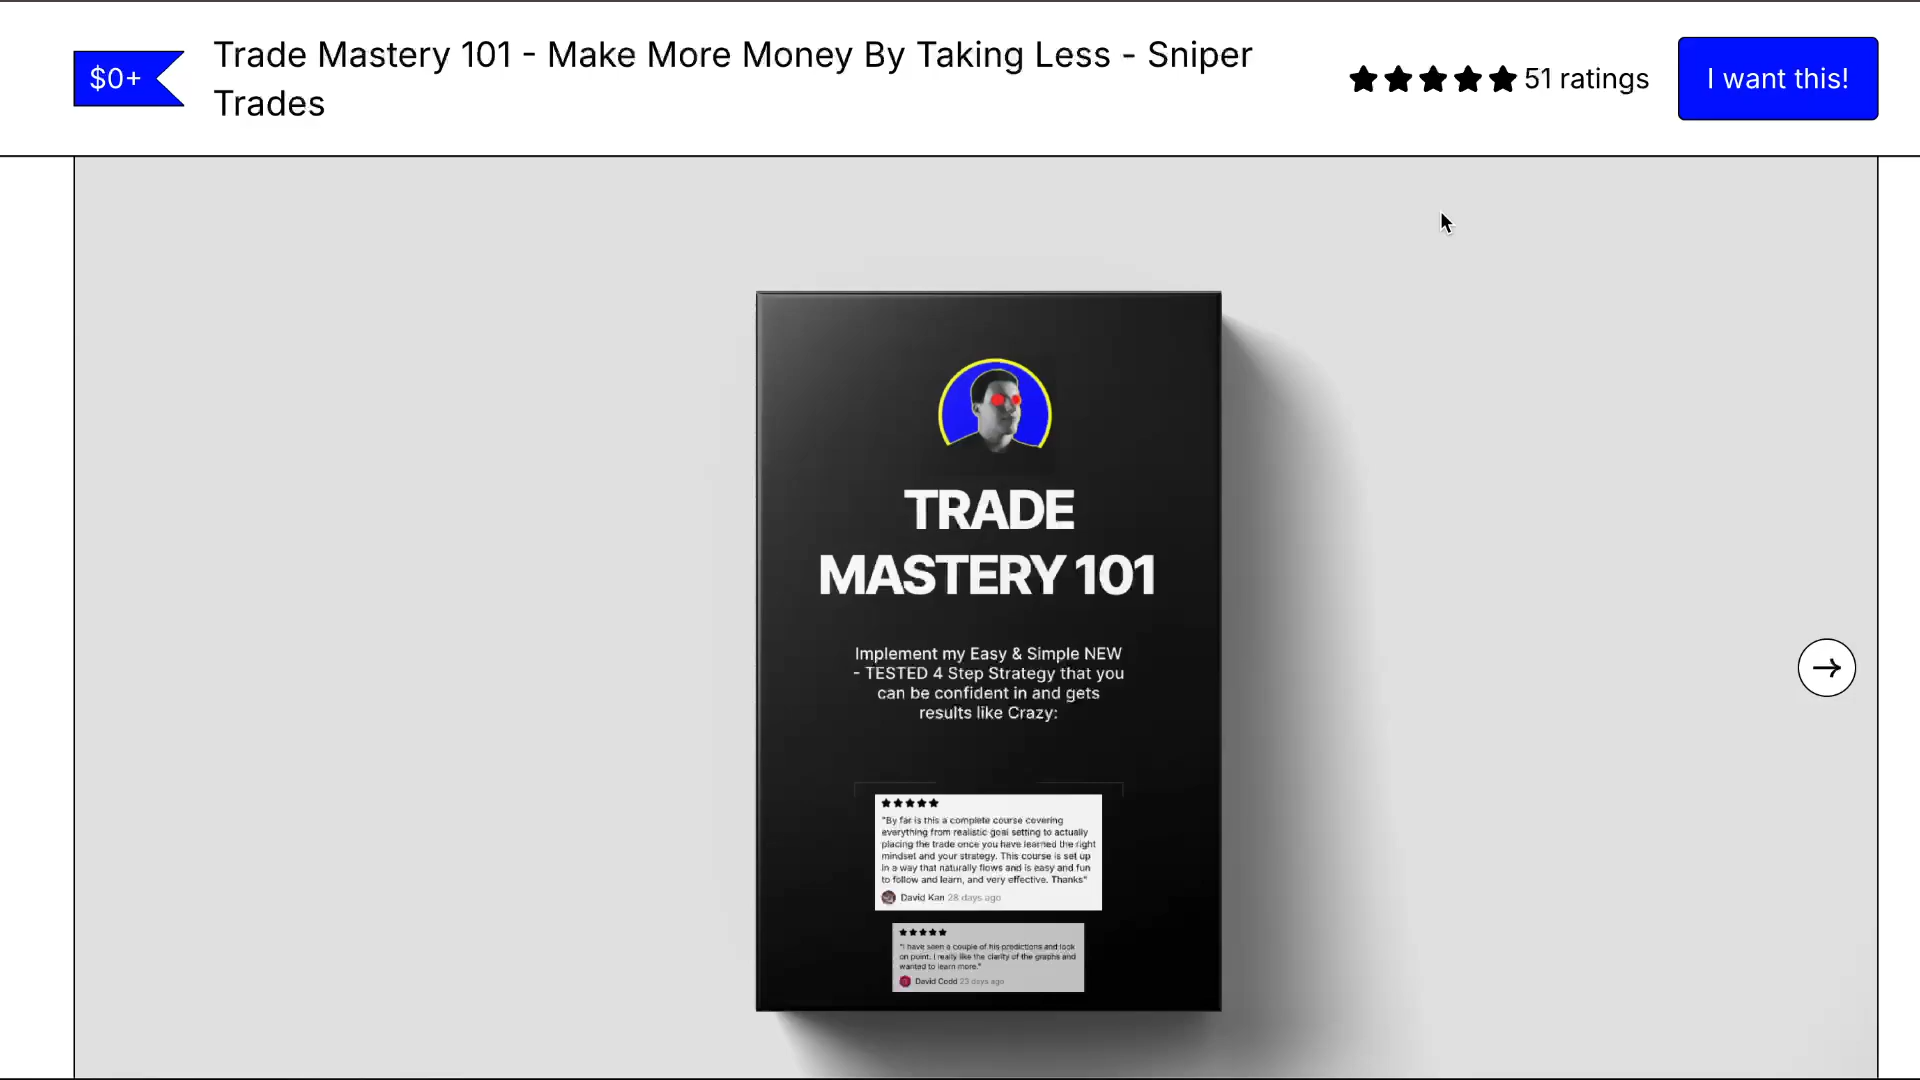 $0+
Trade Mastery 101 - Make More Money By Taking Less - Sniper
Trades
51 ratings
I want this!
TRADE
MASTERY 101
Implement my Easy & Simple NEW
- TESTED 4 Step Strategy that you
can be confident in and gets
results like Crazy:
"By far is this a complete course covering
everything from realistic goal setting to actually
placing the trade once you have learned the right
mindset and your strategy. This course is set up
in a way that naturally flows and is easy and fun
to follow and learn, and very effective. Thanks"
David Kan 28 days ago
"I have seen a couple of his predictions and look
on point. I really like the clarity of the graphs and
wanted to learn more."
David Codd 23 days ago